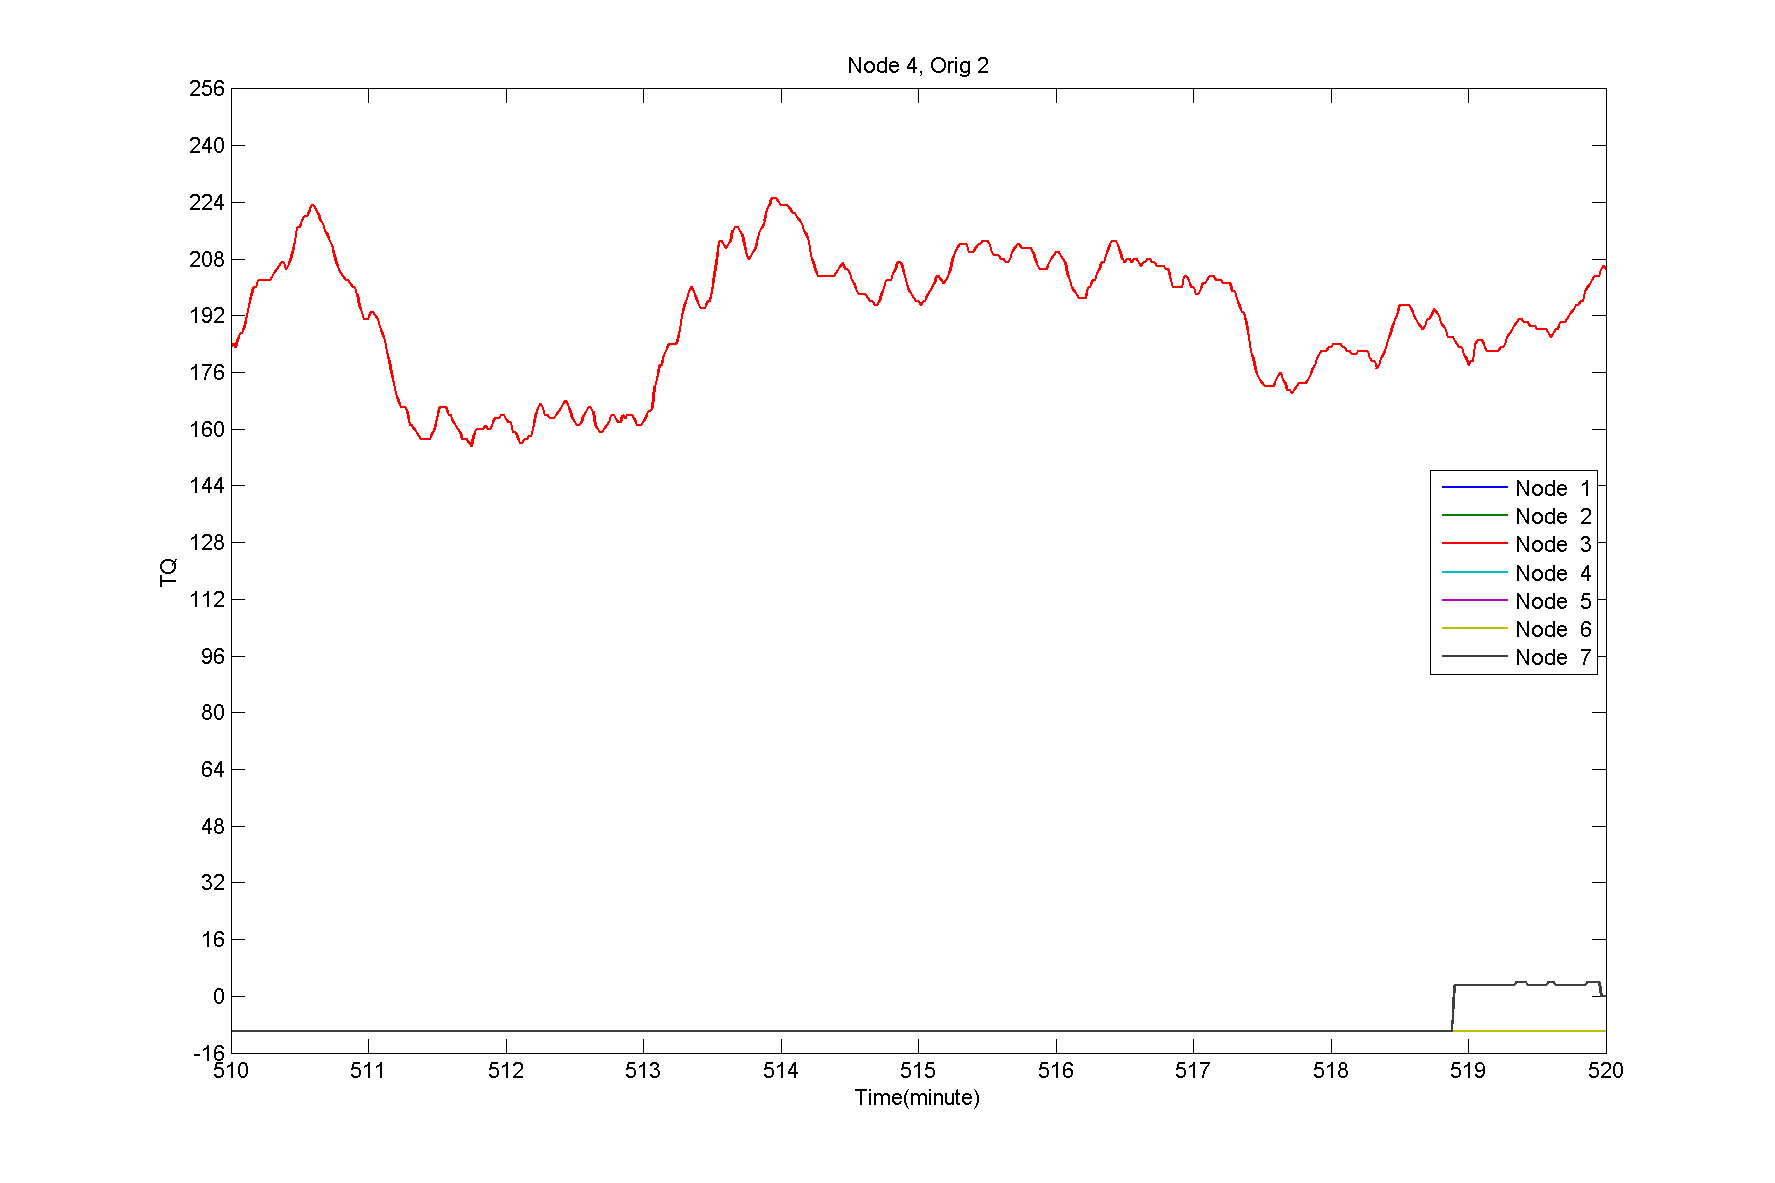 Node 4, Orig 2
256
240
224
208
192
176
160
144
128
112
96
80
64
48
32
16
0
-16
TQ
Node 1
Node 2
Node 3
Node 4
Node 5
Node 6
Node 7
510 511 512 513 514 515 516 517 518 519 520
Time(minute)